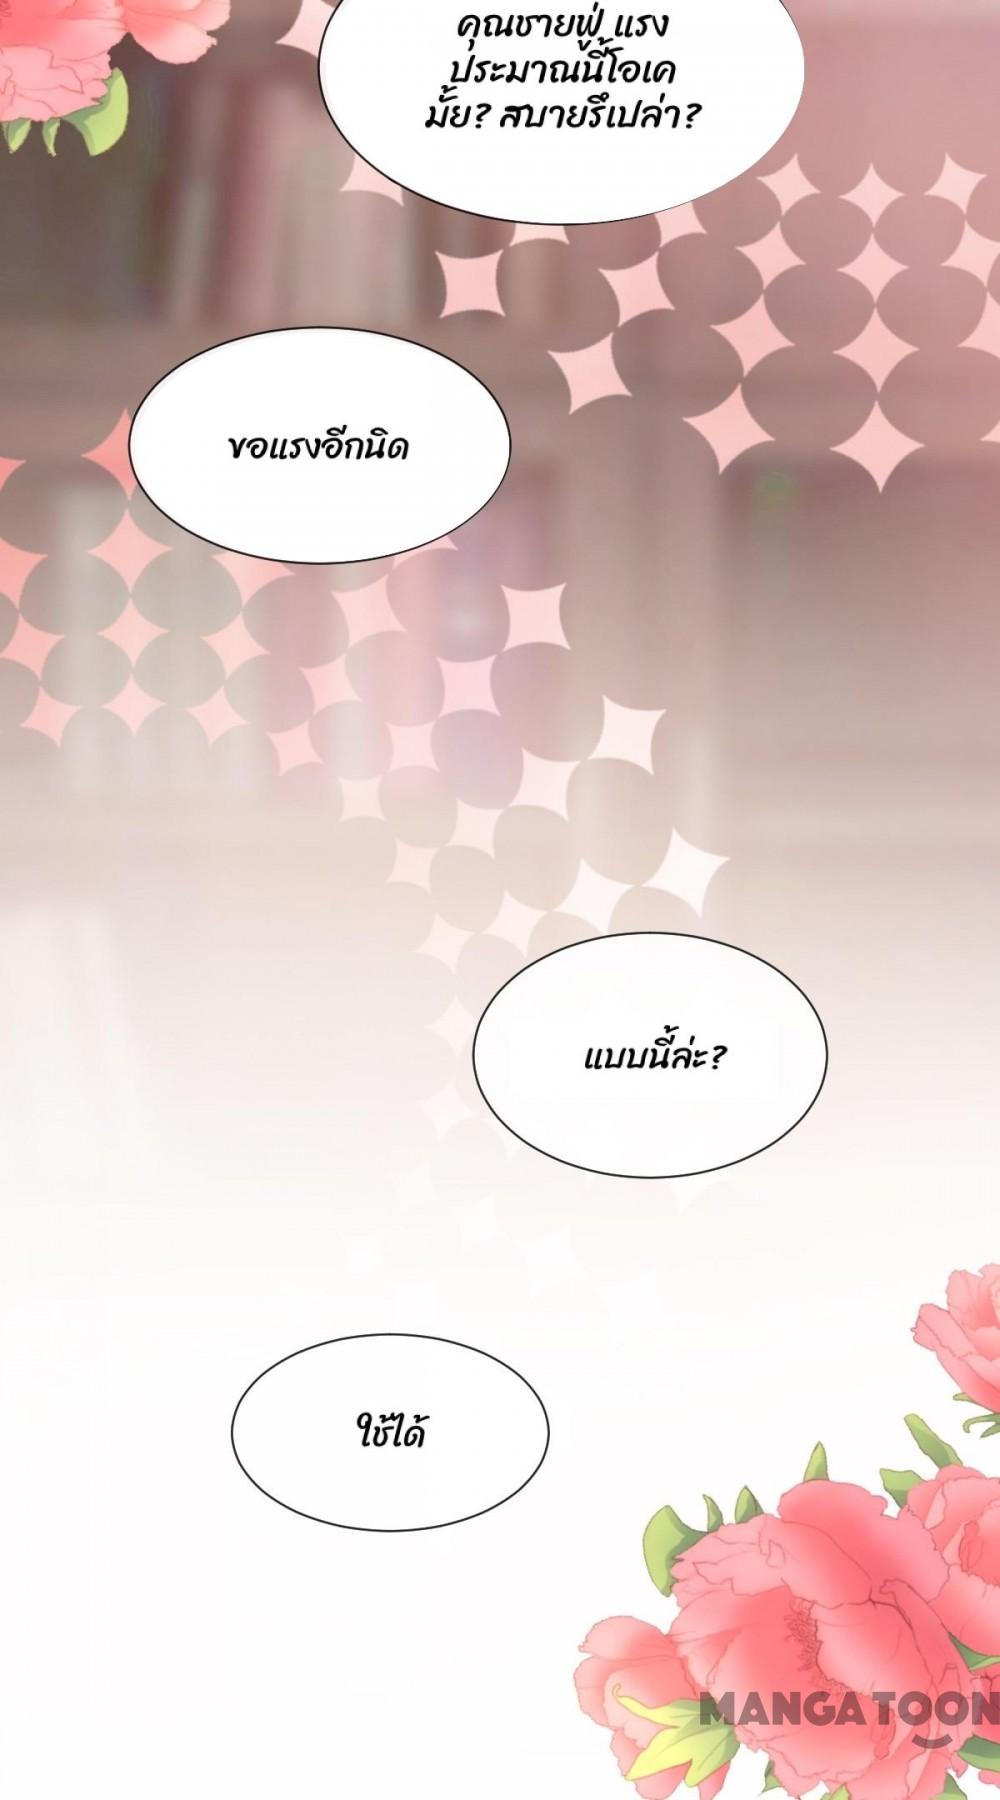 คุณชายฟู่ แรง
ประมาณนี้โอเค
มั้ย? สบายรึเปล่า?
ขอแรงอีกนิด
แบบนี้ล่ะ?
ใช้ได้
MANGATOON